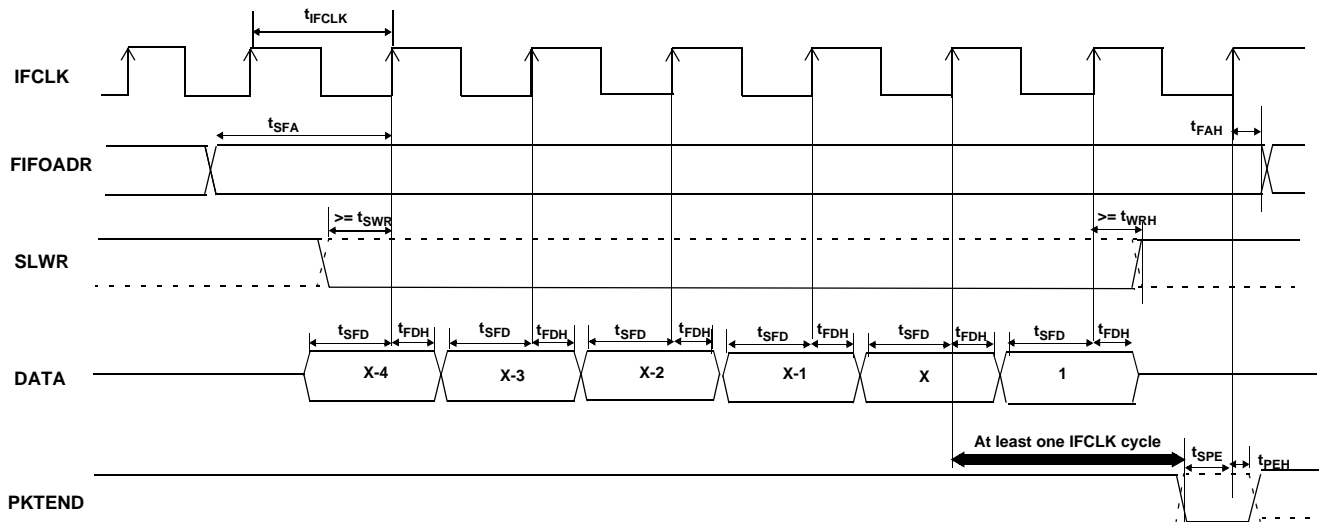 tIFCLK
IFCLK
tSFA
tFAH
FIFOADR
>= tSWR
>= tWRH
SLWR
tSFD tFDH tSFD tFDH tSFD tFDH tSFD tFDH tSFD tFDH tSFD tFDH
DATA X-4 X-3 X-2 X-1 X 1
At least one IFCLK cycle
tSPE tPEH
PKTEND